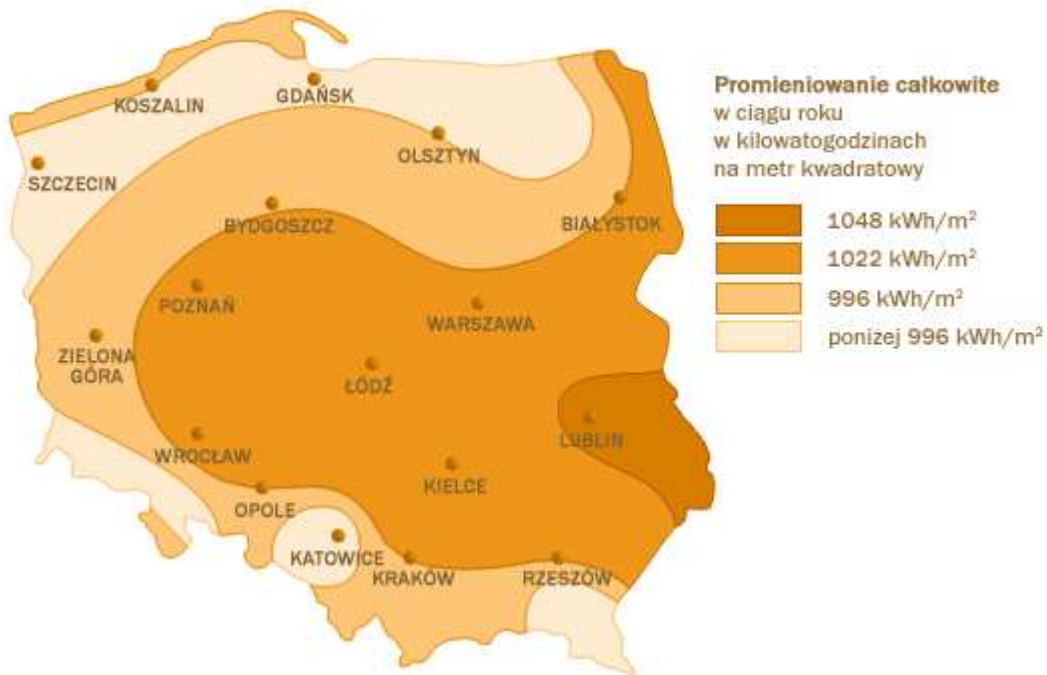 KOSZALIN
GDAŃSK
OLSZTYN
SZCZECIN
BYDGOSZCZ
BIAŁYSTOK
POZNAŃ
WARSZAWA
ZIELONA
GÓRA
ŁÓDŹ
WROCŁAW
LUBLIN
KIELCE
OPOLE
KATOWICE
KRAKÓW
RZESZÓW
Promieniowanie całkowite
w ciągu roku
w kilowatogodzinach
na metr kwadratowy
1048 kWh/m²
1022 kWh/m²
996 kWh/m²
ponizej 996 kWh/m²